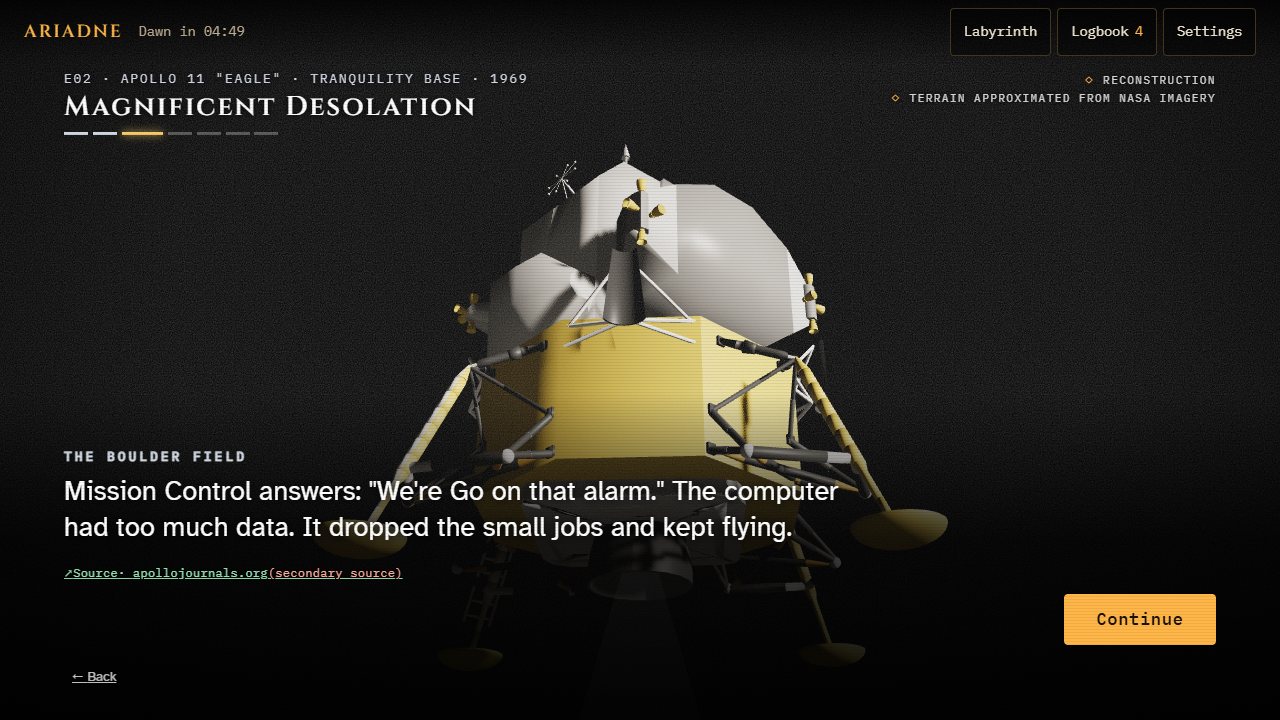 ARIADNE Dawn in 04:49 Labyrinth Logbook 4 Settings
E02 · APOLLO 11 "EAGLE" · TRANQUILITY BASE · 1969
◇ RECONSTRUCTION
Magnificent Desolation
◇ TERRAIN APPROXIMATED FROM NASA IMAGERY
THE BOULDER FIELD
Mission Control answers: "We're Go on that alarm." The computer
had too much data. It dropped the small jobs and kept flying.
↗Source· apollojournals.org(secondary source)
Continue
← Back